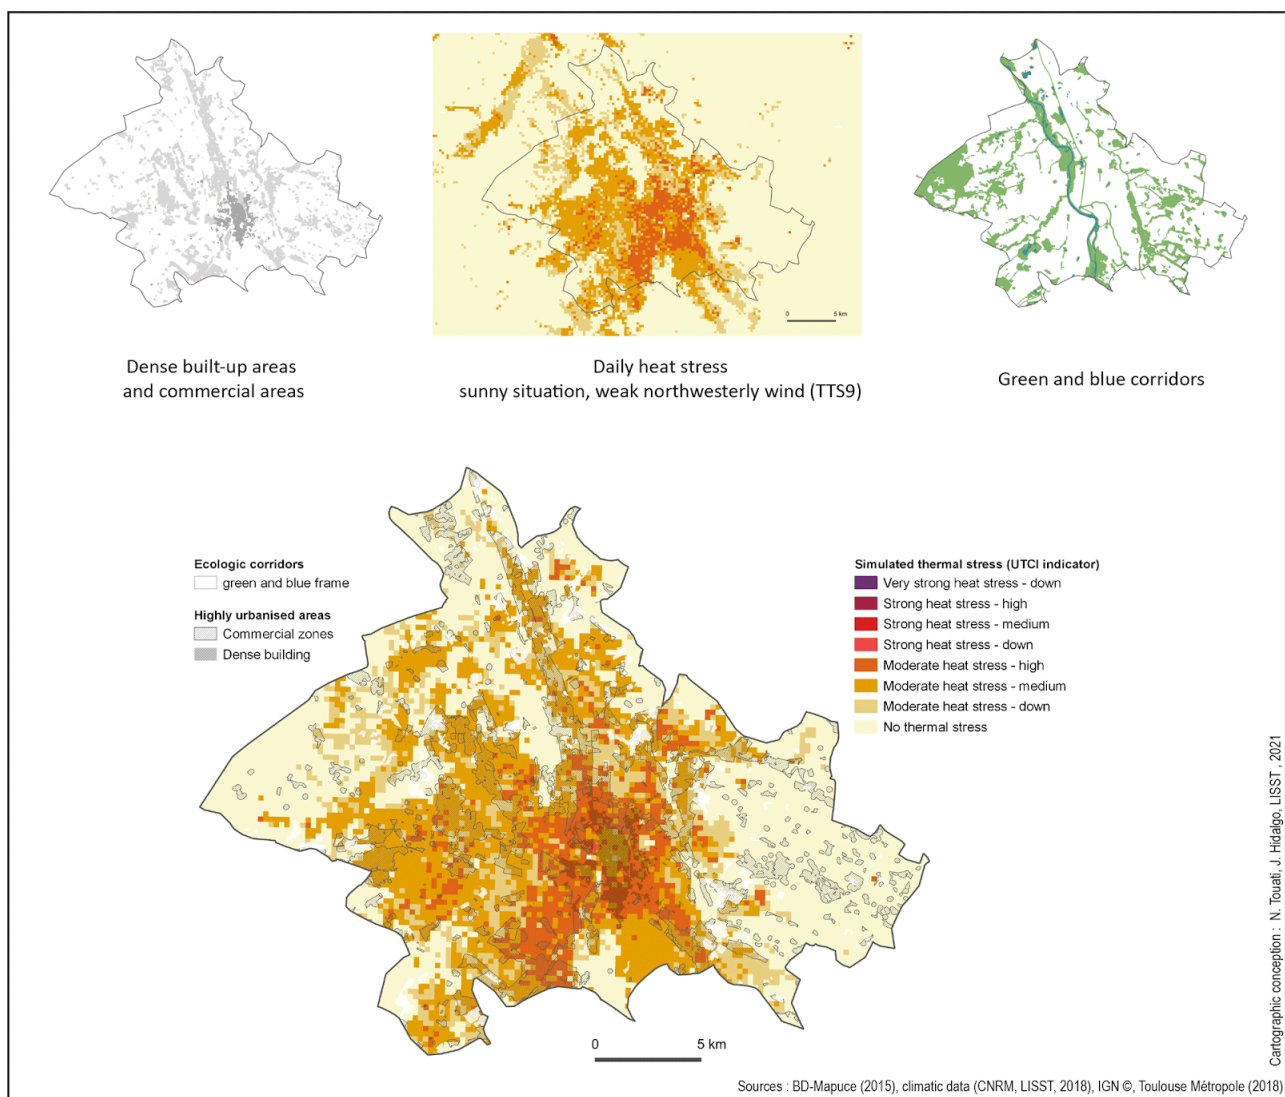 0 5 km
Dense built-up areas
and commercial areas
Daily heat stress
sunny situation, weak northwesterly wind (TTS9)
Green and blue corridors
Ecologic corridors
green and blue frame
Highly urbanised areas
Commercial zones
Dense building
Simulated thermal stress (UTCI indicator)
Very strong heat stress - down
Strong heat stress - high
Strong heat stress - medium
Strong heat stress - down
Moderate heat stress - high
Moderate heat stress - medium
Moderate heat stress - down
No thermal stress
0 5 km
Cartographic conception : N. Touati, J. Hidalgo, LISST , 2021
Sources : BD-Mapuce (2015), climatic data (CNRM, LISST, 2018), IGN ©, Toulouse Métropole (2018)